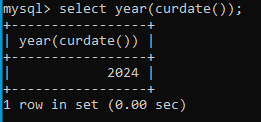 mysql> select year(curdate());
+-----------------+
| year(curdate()) |
+-----------------+
|            2024 |
+-----------------+
1 row in set (0.00 sec)